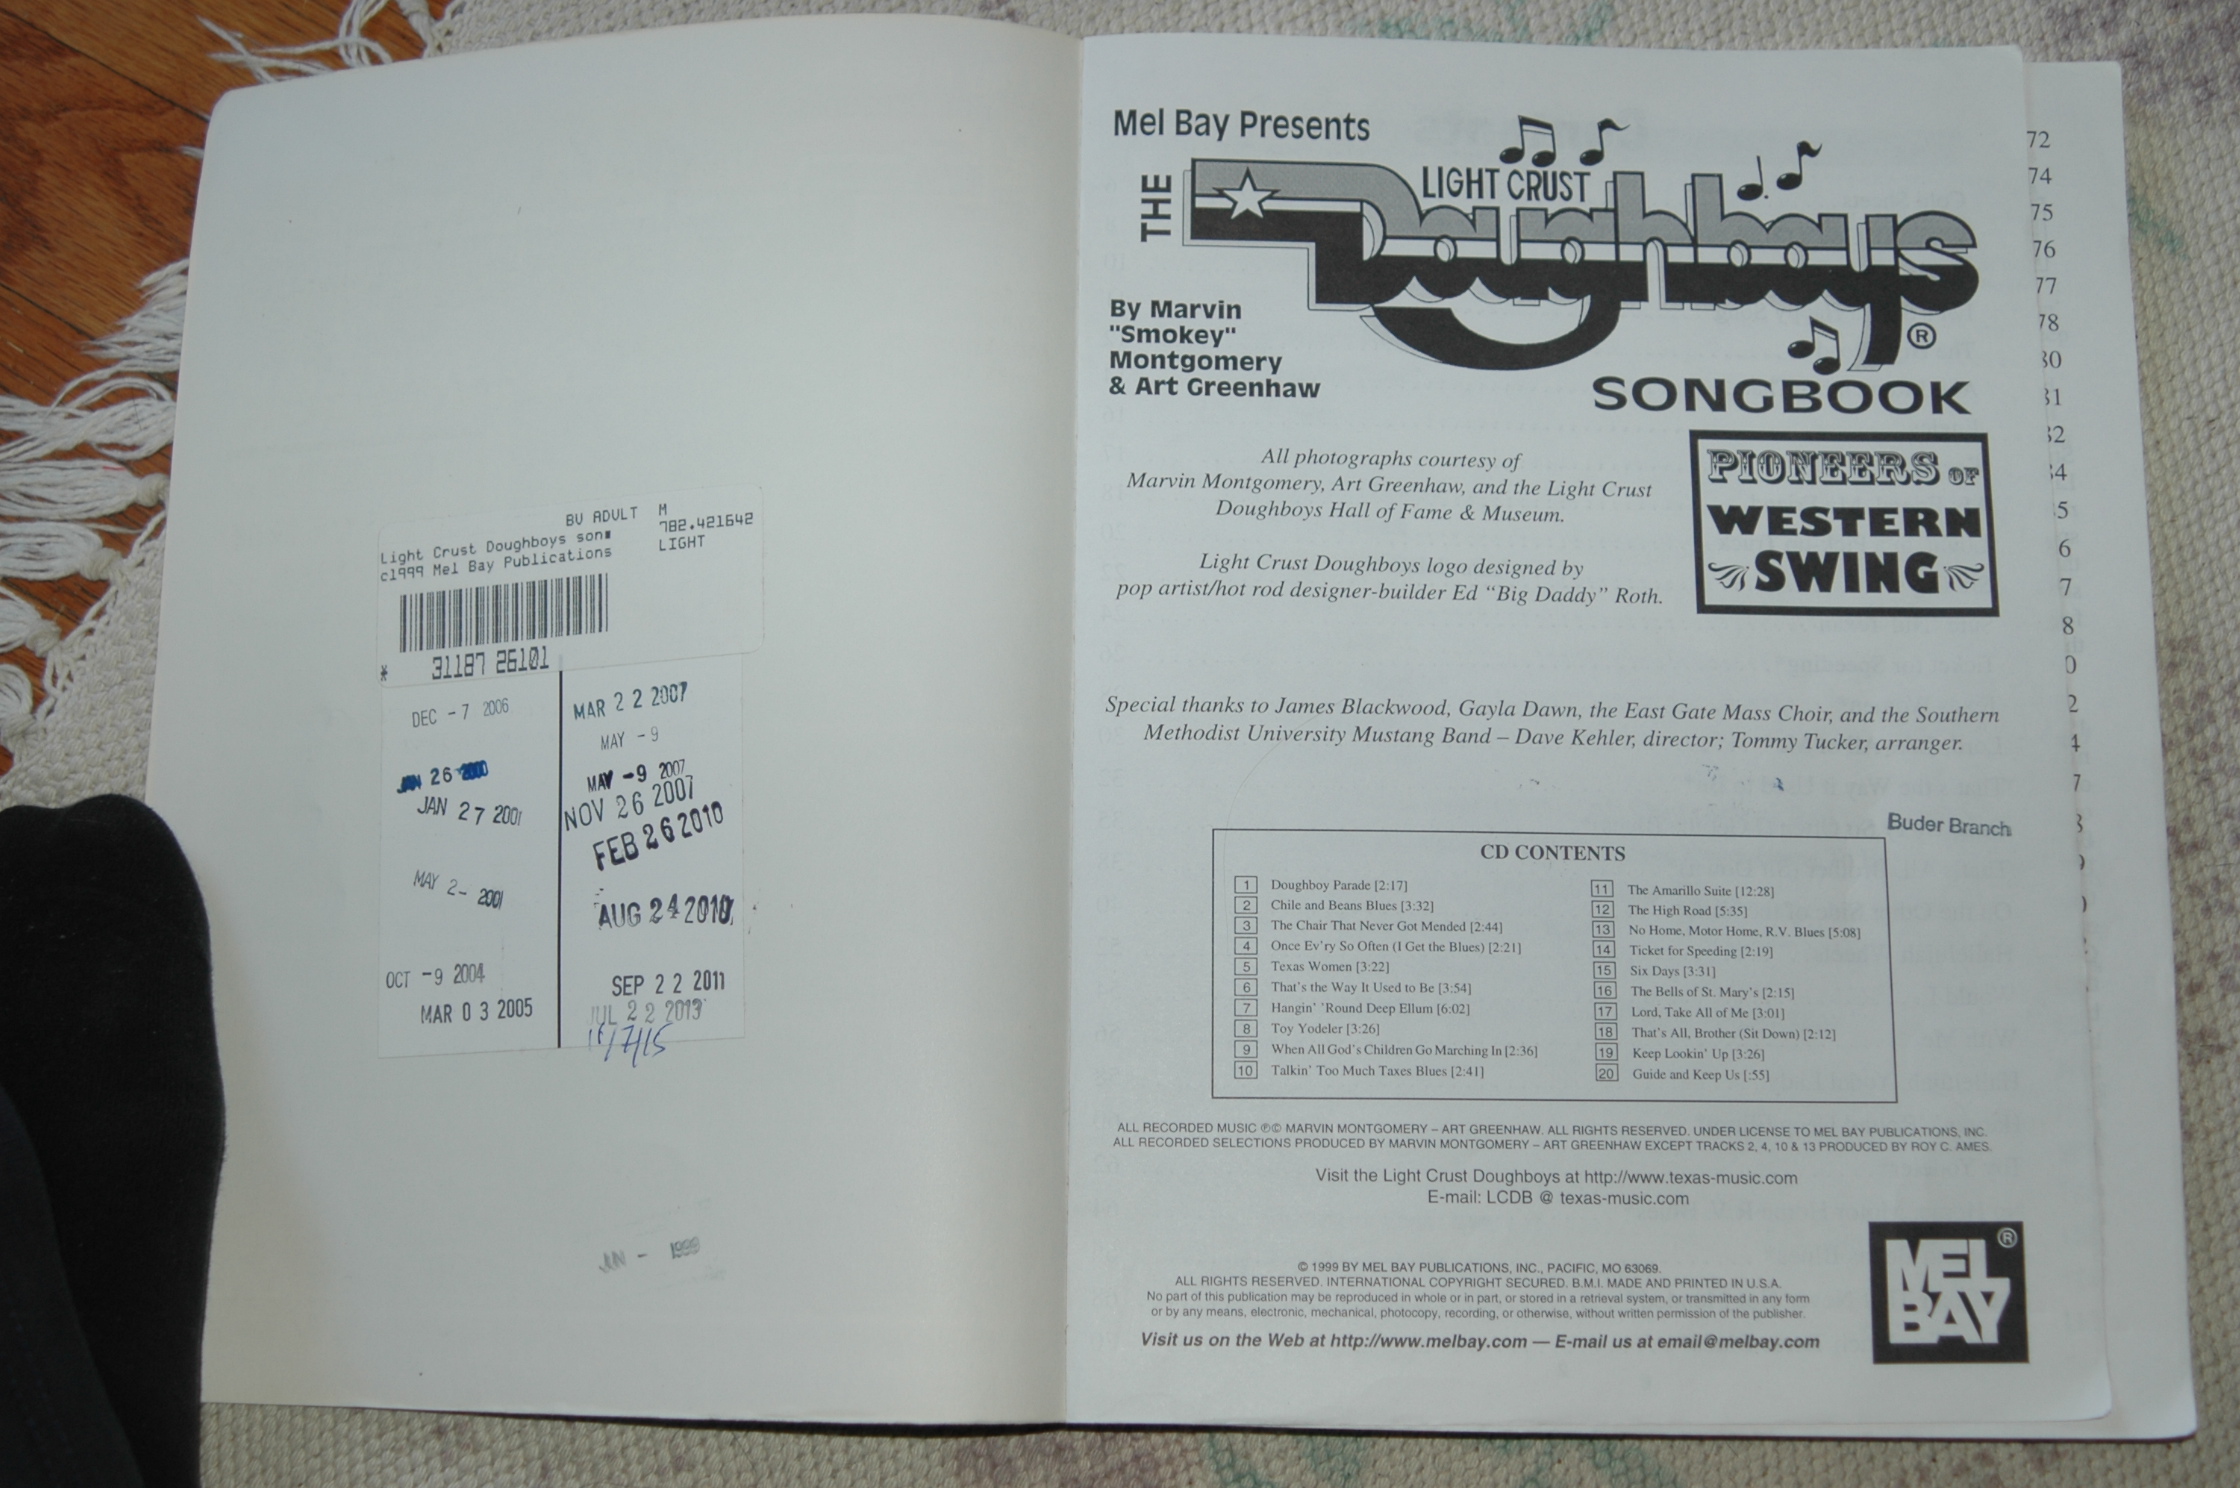 BU ADULT M
782.421642
LIGHT
Light Crust Doughboys son
c1999 Mel Bay Publications
31187 26101
*
DEC -7 2006
JAN 26 2000
JAN 27 2001
MAY 2- 2001
OCT -9 2004
MAR 0 3 2005
MAR 2 2 2007
MAY -9
MAY -9 2007
NOV 26 2007
FEB 26 2010
AUG 24 2010
SEP 2 2 2011
JUL 2 2 2013
JAN - 1999
Mel Bay Presents
THE
LIGHT CRUST
Doughboys®
SONGBOOK
By Marvin
"Smokey"
Montgomery
& Art Greenhaw
PIONEERS OF
WESTERN
SWING
All photographs courtesy of
Marvin Montgomery, Art Greenhaw, and the Light Crust
Doughboys Hall of Fame & Museum.
Light Crust Doughboys logo designed by
pop artist/hot rod designer-builder Ed “Big Daddy” Roth.
Special thanks to James Blackwood, Gayla Dawn, the East Gate Mass Choir, and the Southern
Methodist University Mustang Band – Dave Kehler, director; Tommy Tucker, arranger.
Buder Branch
CD CONTENTS
1 Doughboy Parade [2:17]
2 Chile and Beans Blues [3:32]
3 The Chair That Never Got Mended [2:44]
4 Once Ev'ry So Often (I Get the Blues) [2:21]
5 Texas Women [3:22]
6 That's the Way It Used to Be [3:54]
7 Hangin' 'Round Deep Ellum [6:02]
8 Toy Yodeler [3:26]
9 When All God's Children Go Marching In [2:36]
10 Talkin' Too Much Taxes Blues [2:41]
11 The Amarillo Suite [12:28]
12 The High Road [5:35]
13 No Home, Motor Home, R.V. Blues [5:08]
14 Ticket for Speeding [2:19]
15 Six Days [3:31]
16 The Bells of St. Mary's [2:15]
17 Lord, Take All of Me [3:01]
18 That's All, Brother (Sit Down) [2:12]
19 Keep Lookin' Up [3:26]
20 Guide and Keep Us [:55]
ALL RECORDED MUSIC ℗© MARVIN MONTGOMERY – ART GREENHAW. ALL RIGHTS RESERVED. UNDER LICENSE TO MEL BAY PUBLICATIONS, INC.
ALL RECORDED SELECTIONS PRODUCED BY MARVIN MONTGOMERY – ART GREENHAW EXCEPT TRACKS 2, 4, 10 & 13 PRODUCED BY ROY C. AMES.
Visit the Light Crust Doughboys at http://www.texas-music.com
E-mail: LCDB @ texas-music.com
© 1999 BY MEL BAY PUBLICATIONS, INC., PACIFIC, MO 63069.
ALL RIGHTS RESERVED. INTERNATIONAL COPYRIGHT SECURED. B.M.I. MADE AND PRINTED IN U.S.A.
No part of this publication may be reproduced in whole or in part, or stored in a retrieval system, or transmitted in any form
or by any means, electronic, mechanical, photocopy, recording, or otherwise, without written permission of the publisher.
Visit us on the Web at http://www.melbay.com — E-mail us at email@melbay.com
MEL
BAY®
72
74
75
76
77
78